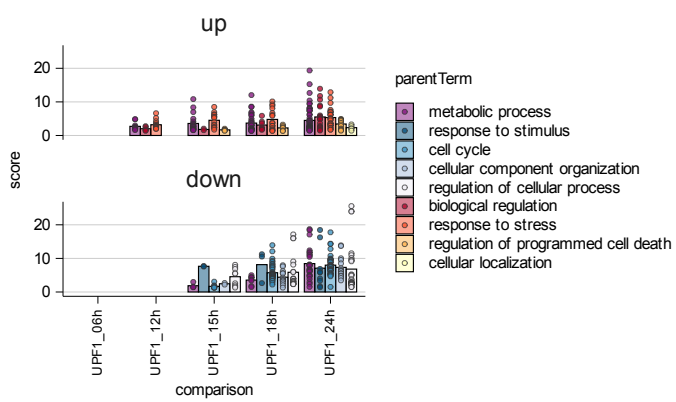 up
20
10
0
score
down
20
10
0
UPF1_06h
UPF1_12h
UPF1_15h
UPF1_18h
UPF1_24h
comparison
parentTerm
metabolic process
response to stimulus
cell cycle
cellular component organization
regulation of cellular process
biological regulation
response to stress
regulation of programmed cell death
cellular localization